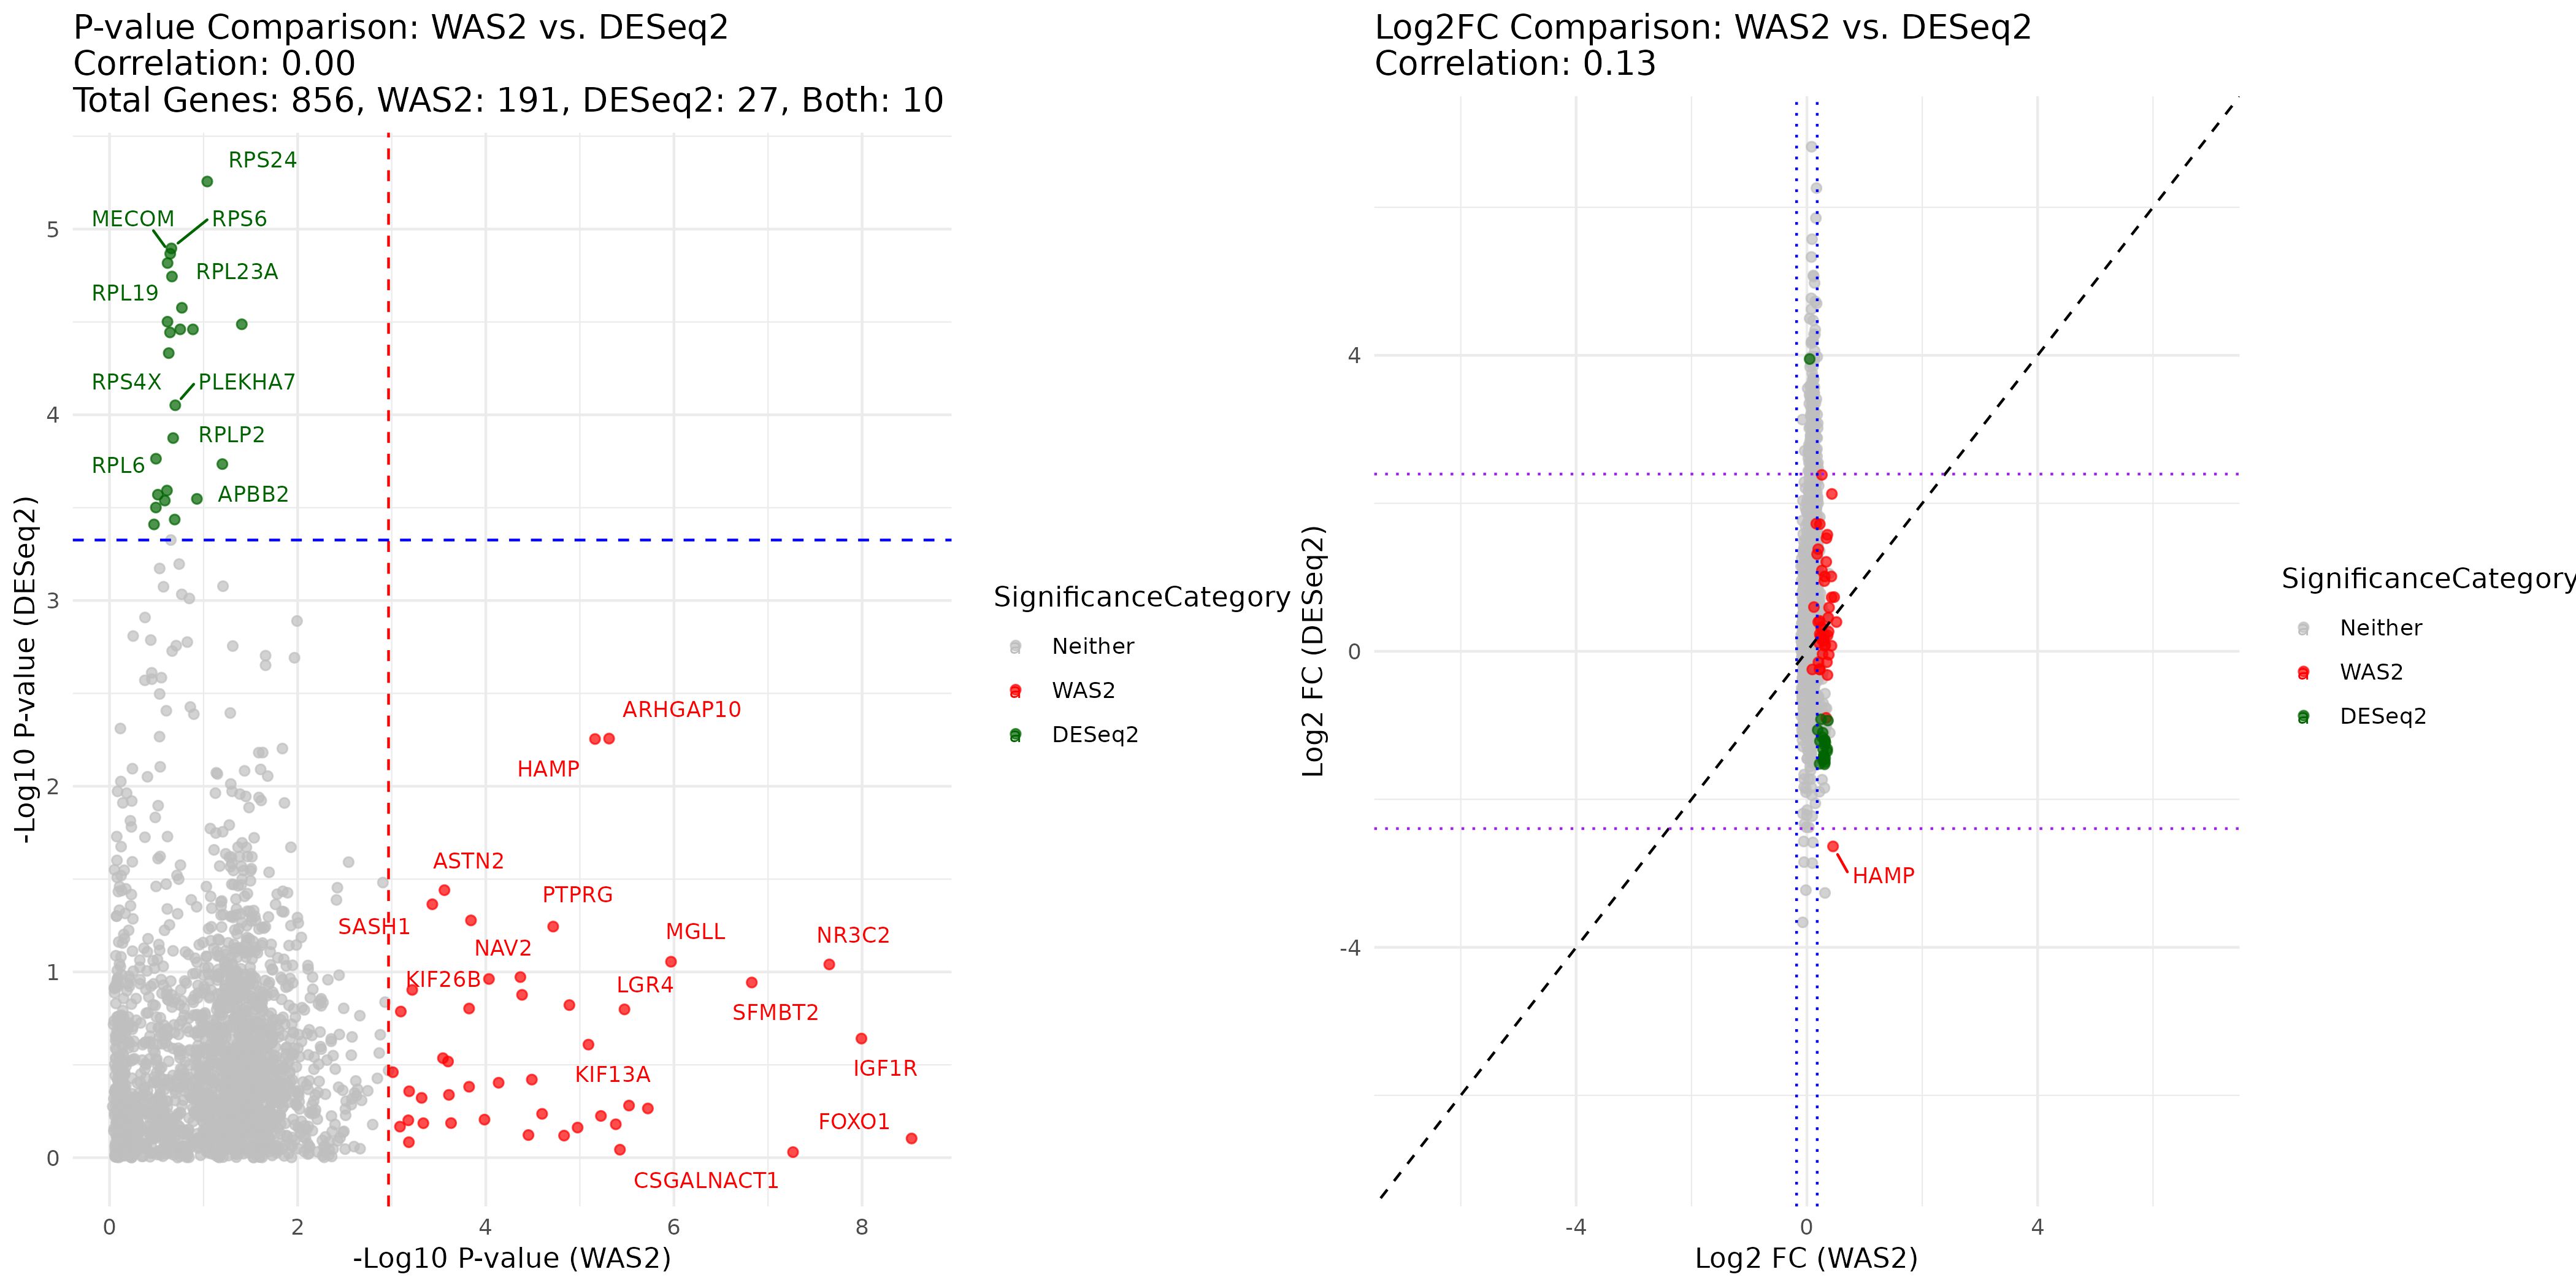 P-value Comparison: WAS2 vs. DESeq2
Correlation: 0.00
Total Genes: 856, WAS2: 191, DESeq2: 27, Both: 10
RPS24
MECOM
RPS6
RPL23A
RPL19
RPS4X
PLEKHA7
RPLP2
RPL6
APBB2
ARHGAP10
HAMP
ASTN2
PTPRG
SASH1
NAV2
MGLL
NR3C2
KIF26B
LGR4
SFMBT2
IGF1R
KIF13A
FOXO1
CSGALNACT1
5
4
3
2
1
0
0
2
4
6
8
-Log10 P-value (DESeq2)
-Log10 P-value (WAS2)
SignificanceCategory
Neither
WAS2
DESeq2
Log2FC Comparison: WAS2 vs. DESeq2
Correlation: 0.13
HAMP
4
0
-4
-4
0
4
Log2 FC (DESeq2)
Log2 FC (WAS2)
SignificanceCategory
Neither
WAS2
DESeq2